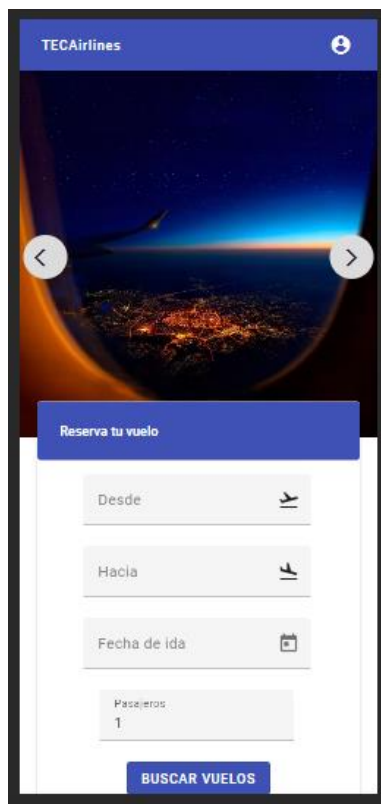 TECAirlines
Reserva tu vuelo
Desde
Hacia
Fecha de ida
Pasajeros
1
BUSCAR VUELOS